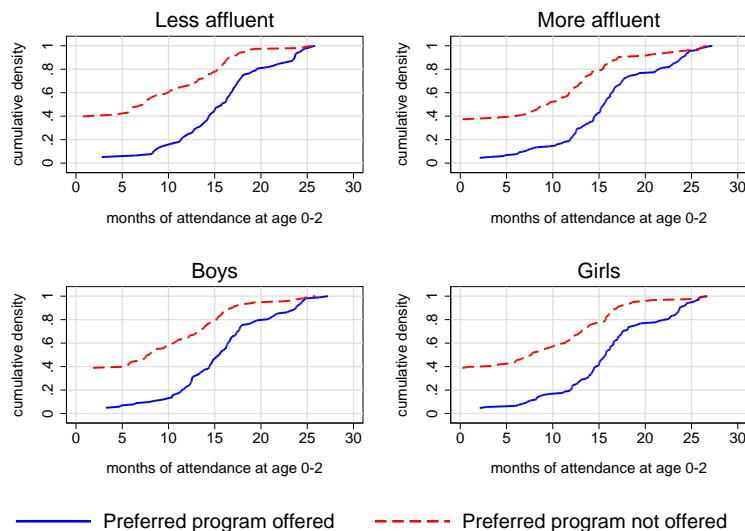 Less affluent
More affluent
cumulative density
0 .2 .4 .6 .8 1
0 5 10 15 20 25 30
months of attendance at age 0-2
cumulative density
0 .2 .4 .6 .8 1
0 5 10 15 20 25 30
months of attendance at age 0-2
Boys
Girls
cumulative density
0 .2 .4 .6 .8 1
0 5 10 15 20 25 30
months of attendance at age 0-2
cumulative density
0 .2 .4 .6 .8 1
0 5 10 15 20 25 30
months of attendance at age 0-2
Preferred program offered
Preferred program not offered